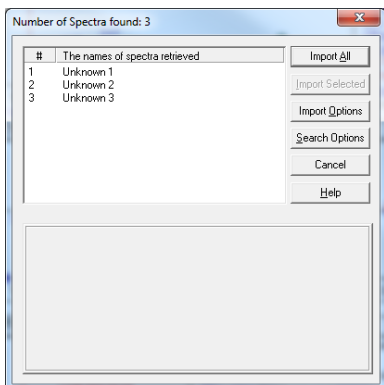 Number of Spectra found: 3
# The names of spectra retrieved
1 Unknown 1
2 Unknown 2
3 Unknown 3
Import All
Import Selected
Import Options
Search Options
Cancel
Help